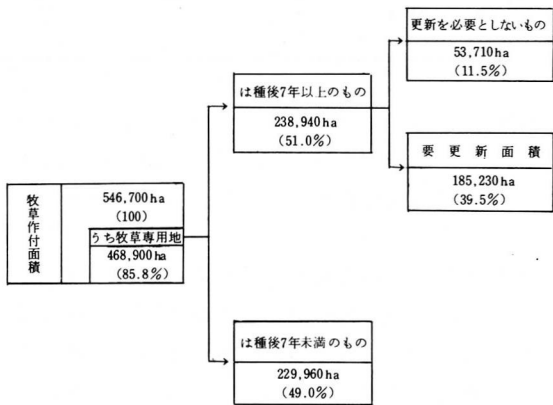 更新を必要としないもの
53,710ha
(11.5%)
は種後7年以上のもの
238,940ha
(51.0%)
要更新面積
185,230ha
(39.5%)
牧草作付面積
546,700ha
(100)
うち牧草専用地
468,900ha
(85.8%)
は種後7年未満のもの
229,960ha
(49.0%)